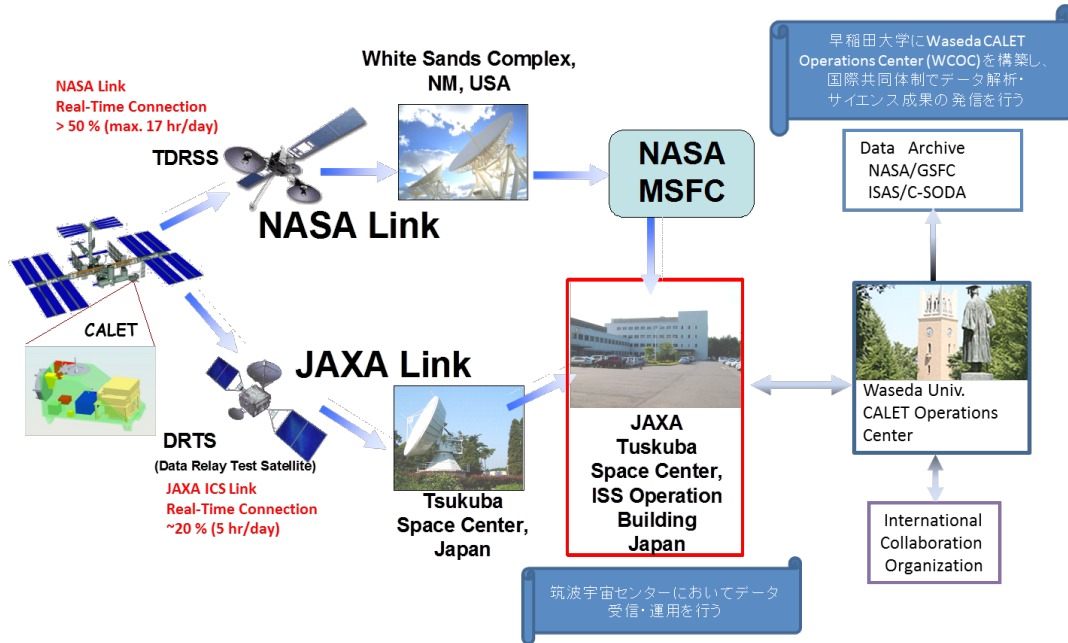 NASA Link
Real-Time Connection
> 50 % (max. 17 hr/day)
TDRSS
White Sands Complex,
NM, USA
NASA Link
NASA
MSFC
早稲田大学にWaseda CALET
Operations Center (WCOC)を構築し、
国際共同体制でデータ解析・
サイエンス成果の発信を行う
Data Archive
NASA/GSFC
ISAS/C-SODA
CALET
JAXA Link
DRTS
(Data Relay Test Satellite)
JAXA ICS Link
Real-Time Connection
~20 % (5 hr/day)
Tsukuba
Space Center,
Japan
JAXA
Tuskuba
Space Center,
ISS Operation
Building
Japan
Waseda Univ.
CALET Operations
Center
International
Collaboration
Organization
筑波宇宙センターにおいてデータ
受信・運用を行う